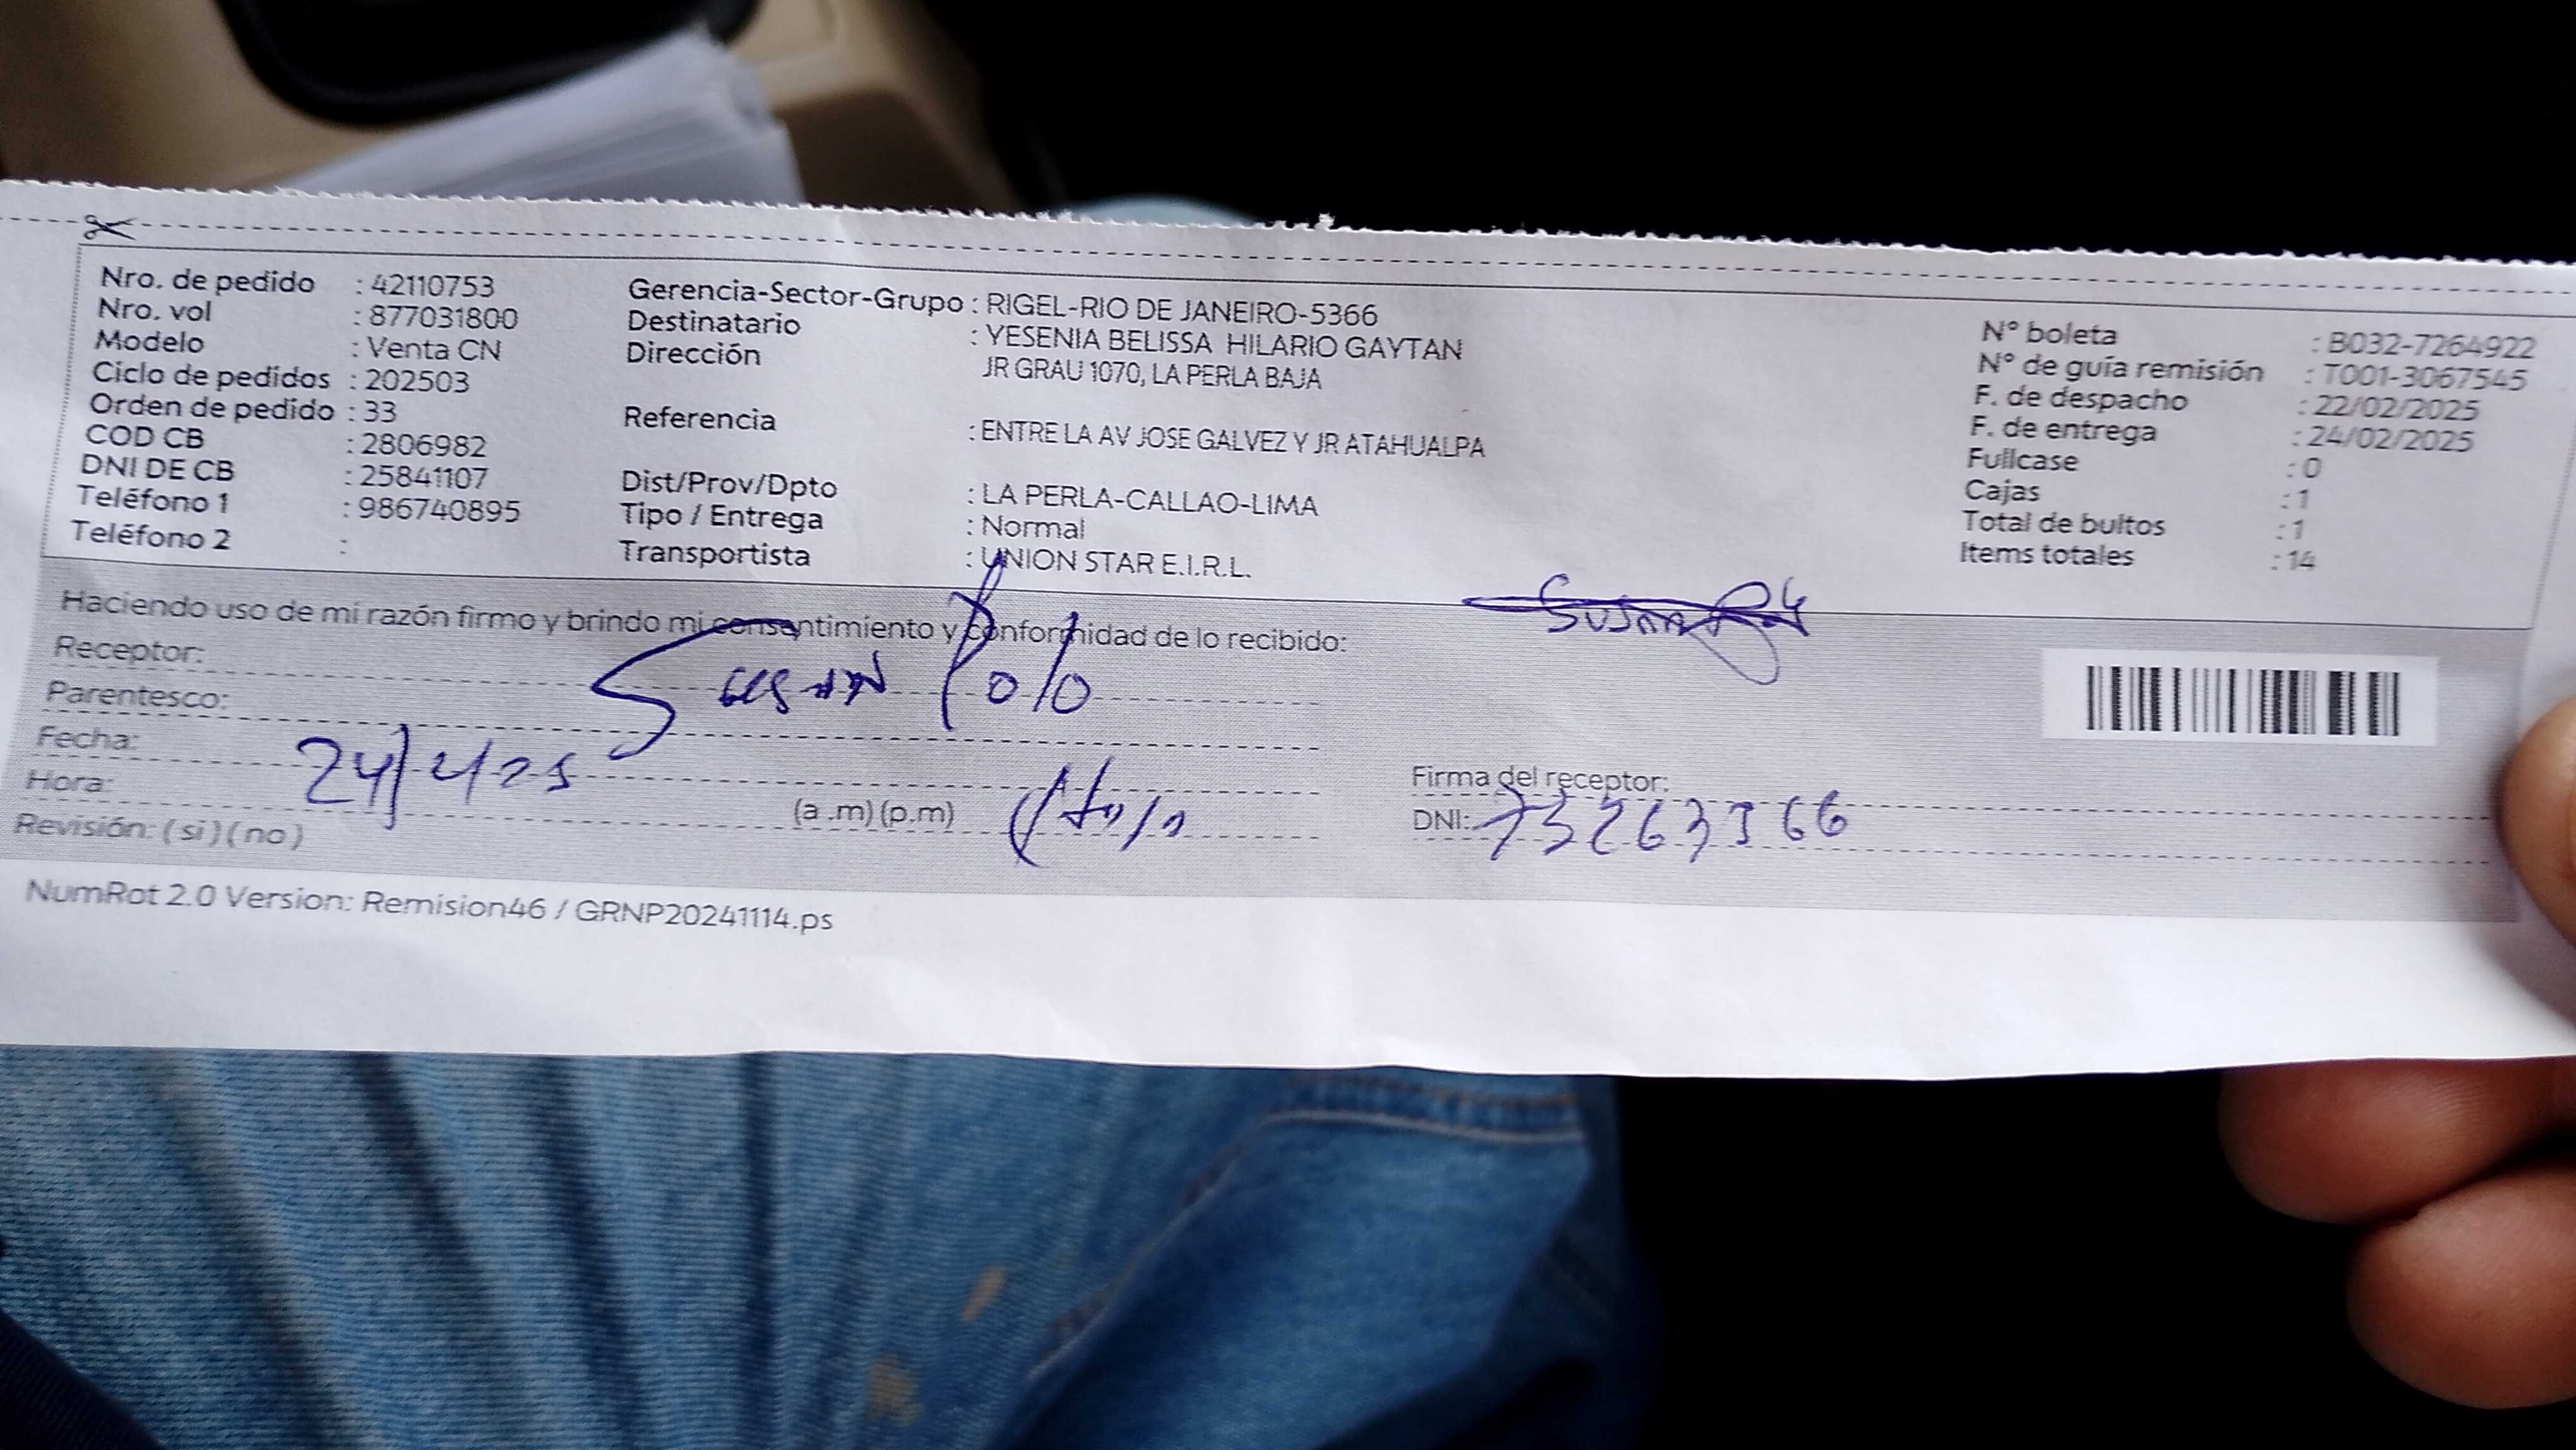 Nro. de pedido : 42110753
Nro. vol : 877031800
Modelo : Venta CN
Ciclo de pedidos : 202503
Orden de pedido : 33
COD CB : 2806982
DNI DE CB : 25841107
Teléfono 1 : 986740895
Teléfono 2 :
Gerencia-Sector-Grupo : RIGEL-RIO DE JANEIRO-5366
Destinatario : YESENIA BELISSA HILARIO GAYTAN
Dirección JR GRAU 1070, LA PERLA BAJA
Referencia : ENTRE LA AV JOSE GALVEZ Y JR ATAHUALPA
Dist/Prov/Dpto : LA PERLA-CALLAO-LIMA
Tipo / Entrega : Normal
Transportista : UNION STAR E.I.R.L.
N° boleta : B032-7264922
N° de guía remisión : T001-3067545
F. de despacho : 22/02/2025
F. de entrega : 24/02/2025
Fullcase : 0
Cajas : 1
Total de bultos : 1
Items totales : 14
Haciendo uso de mi razón firmo y brindo mi consentimiento y conformidad de lo recibido:
Receptor: Susan Polo
Parentesco:
Fecha:
Hora: (a .m) (p.m)
Revisión: ( si ) ( no )
Firma del receptor:
DNI:
NumRot 2.0 Version: Remision46 / GRNP20241114.ps